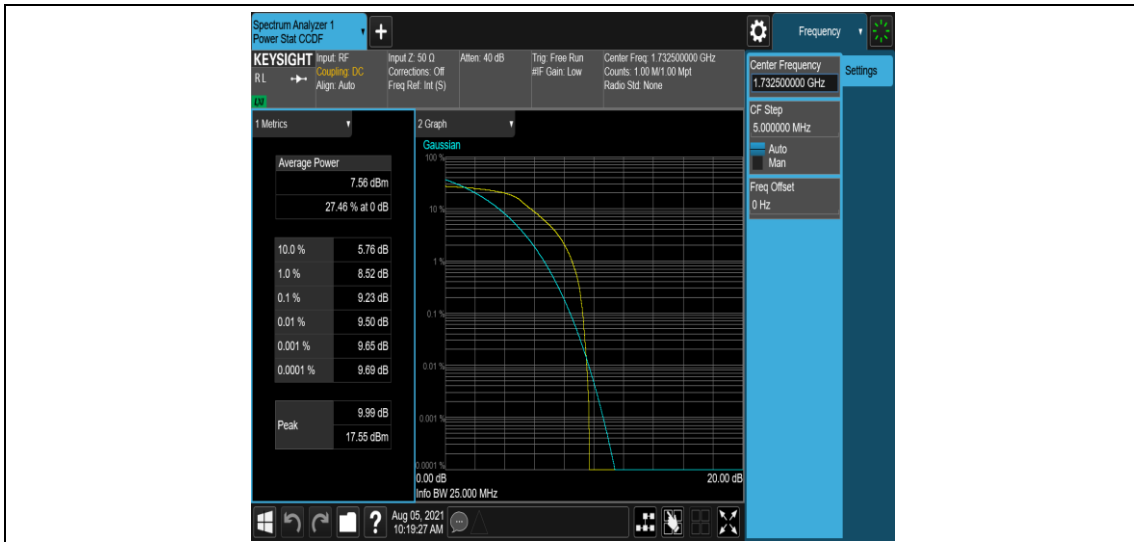 Spectrum Analyzer 1
Power Stat CCDF
+
Frequency
KEYSIGHT
RL
LM
Input: RF
Coupling: DC
Align: Auto
Input Z: 50 Ω
Corrections: Off
Freq Ref: Int (S)
Atten: 40 dB
Trig: Free Run
#IF Gain: Low
Center Freq: 1.732500000 GHz
Counts: 1.00 M/1.00 Mpt
Radio Std: None
Center Frequency
1.732500000 GHz
Settings
CF Step
5.000000 MHz
Auto
Man
Freq Offset
0 Hz
1 Metrics
Average Power
7.56 dBm
27.46 % at 0 dB
10.0 % 5.76 dB
1.0 % 8.52 dB
0.1 % 9.23 dB
0.01 % 9.50 dB
0.001 % 9.65 dB
0.0001 % 9.69 dB
Peak
9.99 dB
17.55 dBm
2 Graph
Gaussian
100 %
10 %
1 %
0.1 %
0.01 %
0.001 %
0.0001 %
0.00 dB 20.00 dB
Info BW 25.000 MHz
?
Aug 05, 2021
10:19:27 AM